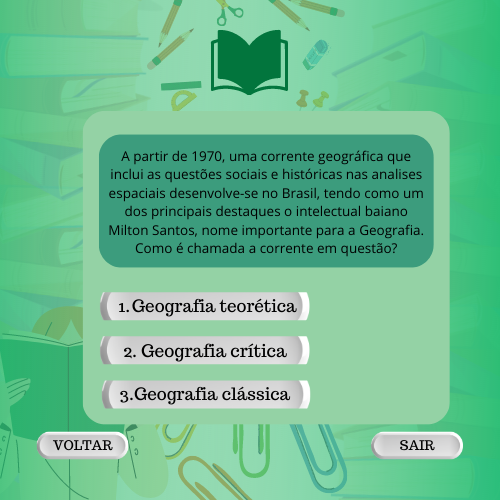 A partir de 1970, uma corrente geográfica que
inclui as questões sociais e históricas nas analises
espaciais desenvolve-se no Brasil, tendo como um
dos principais destaques o intelectual baiano
Milton Santos, nome importante para a Geografia.
Como é chamada a corrente em questão?
1. Geografia teorética
2. Geografia crítica
3.Geografia clássica
VOLTAR
SAIR